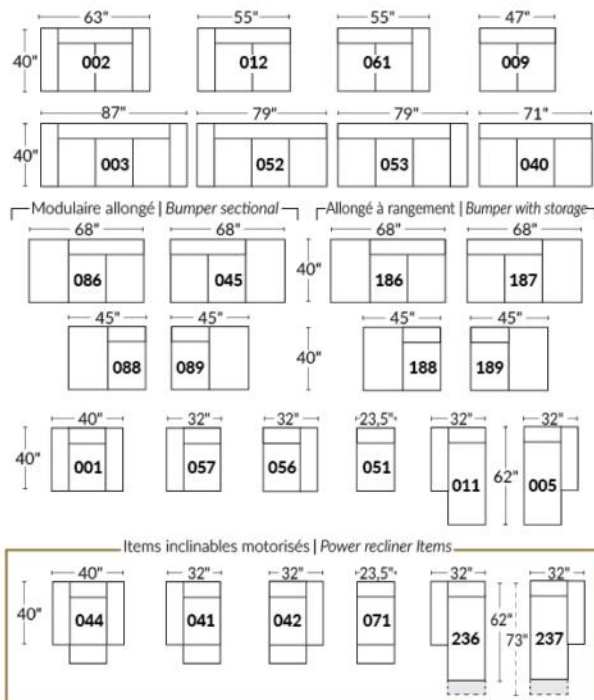 63" 55" 55" 47"
40" 002 012 061 009
87" 79" 79" 71"
40" 003 052 053 040
Modulaire allongé | Bumper sectional Allongé à rangement | Bumper with storage
68" 68" 68" 68"
086 045 40" 186 187
45" 45" 45" 45"
088 089 40" 188 189
40" 32" 32" 23,5" 32" 32"
40" 001 057 056 051 011 62" 005
Items inclinables motorisés | Power recliner Items
40" 32" 32" 23,5" 32" 32"
40" 044 041 042 071 236 62" 73" 237